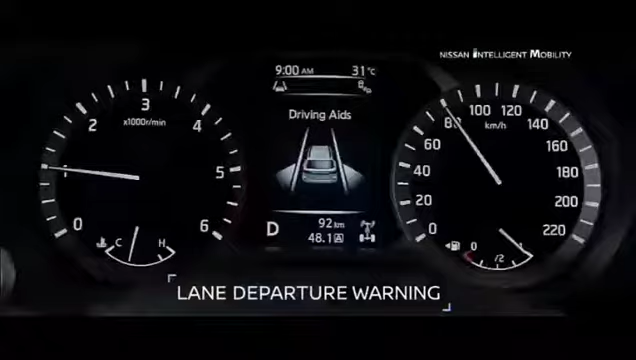 NISSAN INTELLIGENT MOBILITY
9:00 AM 31°C
Driving Aids
x1000r/min
0 1 2 3 4 5 6
C H
km/h
0 20 40 60 80 100 120 140 160 180 200 220
0 /2 1
D 92 km
48.1 A
LANE DEPARTURE WARNING